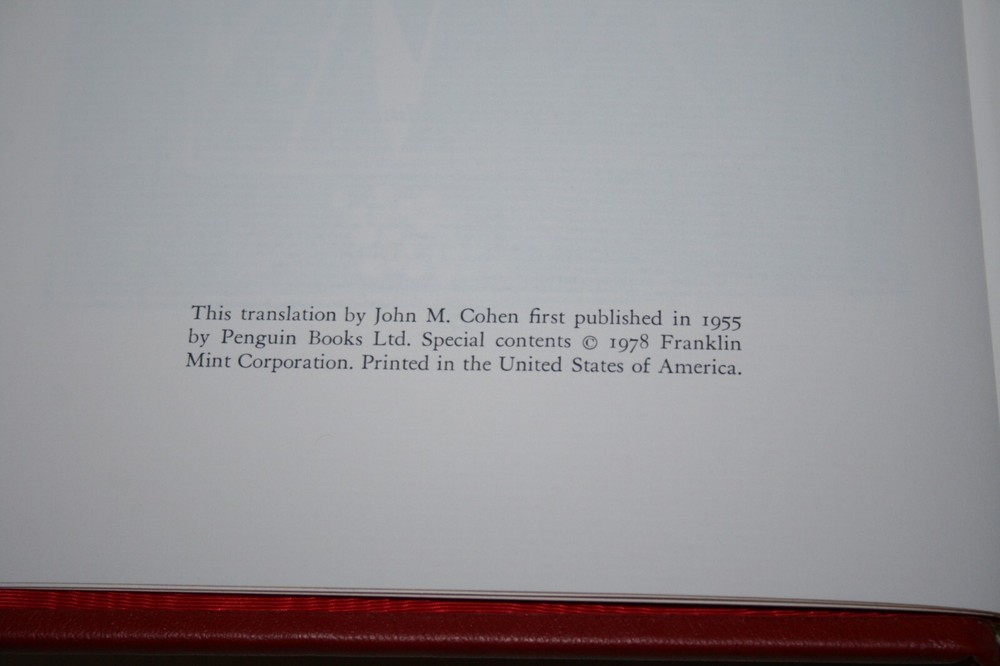 This translation by John M. Cohen first published in 1955
by Penguin Books Ltd. Special contents © 1978 Franklin
Mint Corporation. Printed in the United States of America.